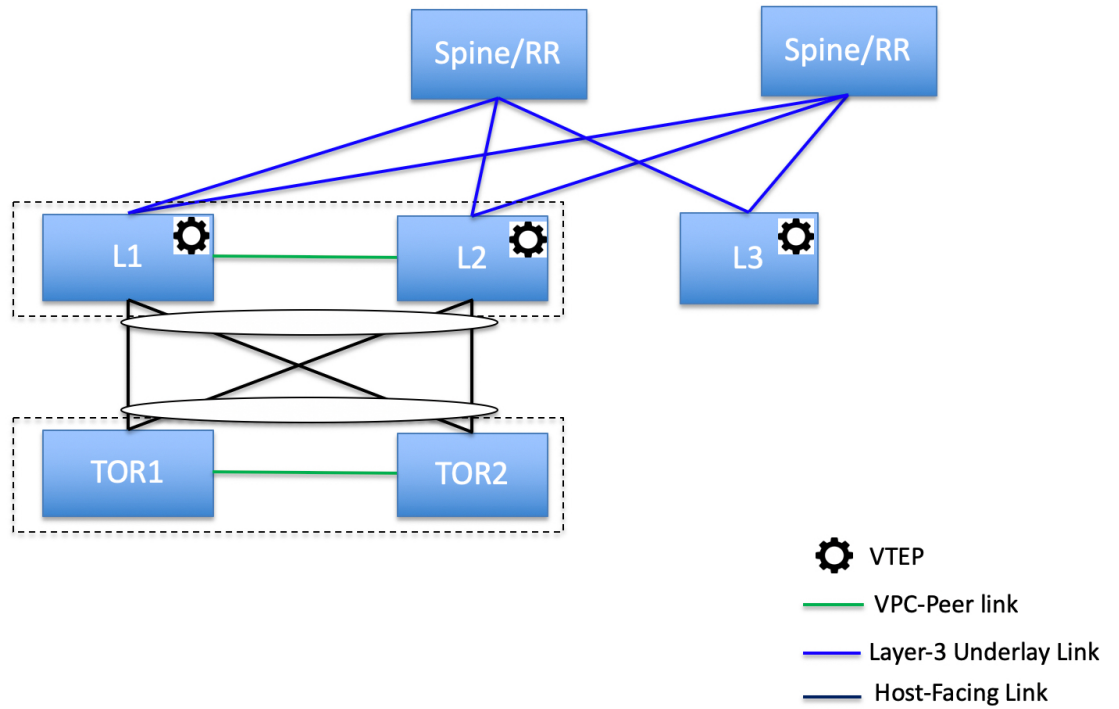 Spine/RR
Spine/RR
L1
L2
L3
TOR1
TOR2
VTEP
VPC-Peer link
Layer-3 Underlay Link
Host-Facing Link